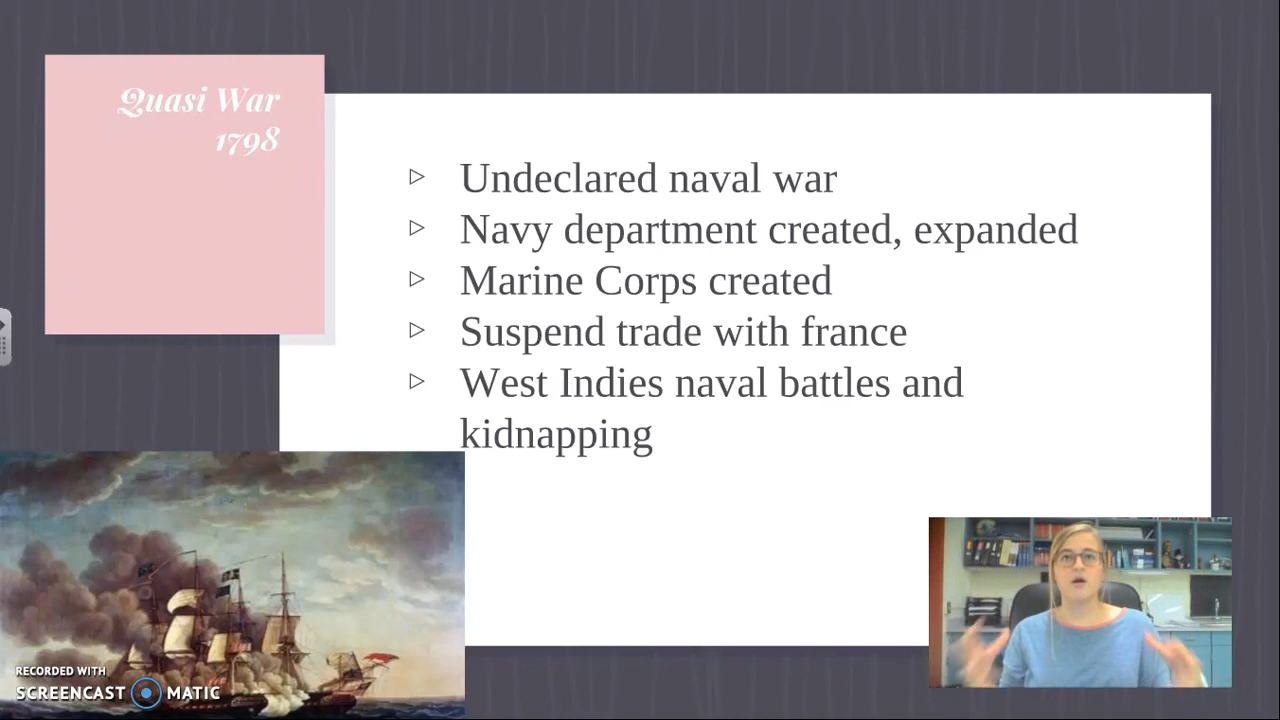 Quasi War
1798
▷ Undeclared naval war
▷ Navy department created, expanded
▷ Marine Corps created
▷ Suspend trade with france
▷ West Indies naval battles and
kidnapping
RECORDED WITH
SCREENCAST MATIC